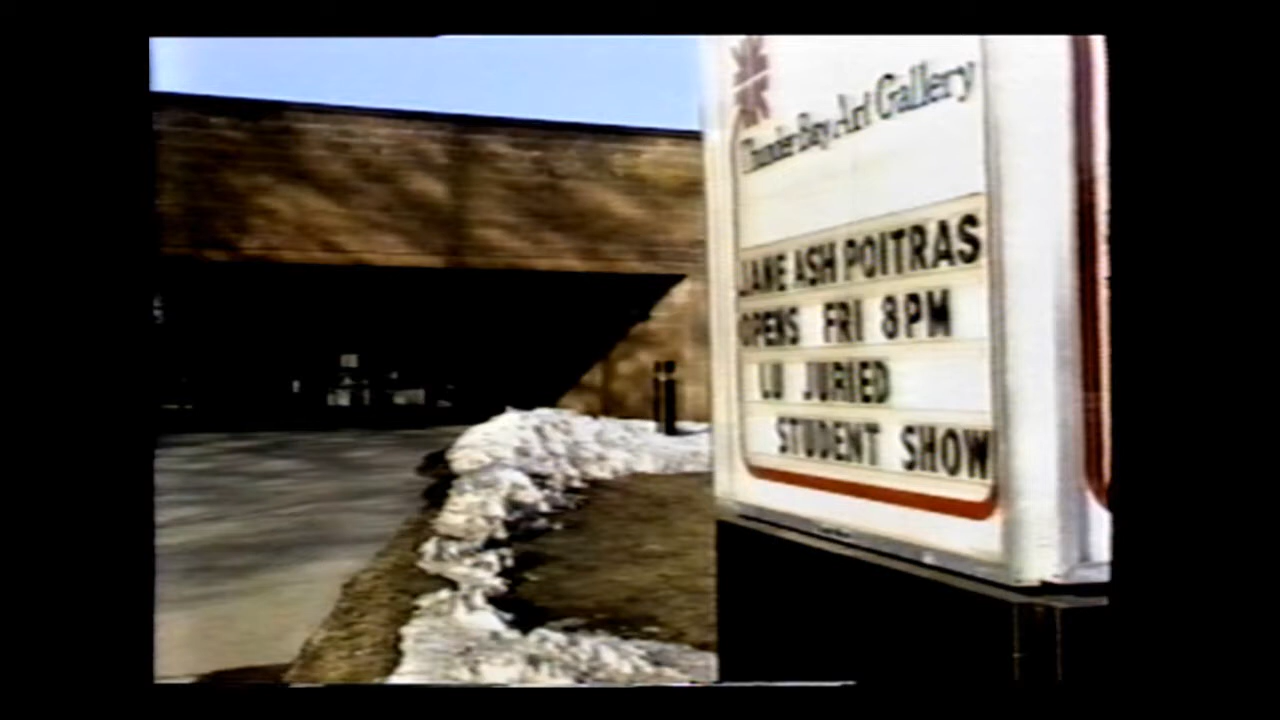 Thunder Bay Art Gallery
JANE ASH POITRAS
OPENS FRI 8PM
LU JURIED
STUDENT SHOW